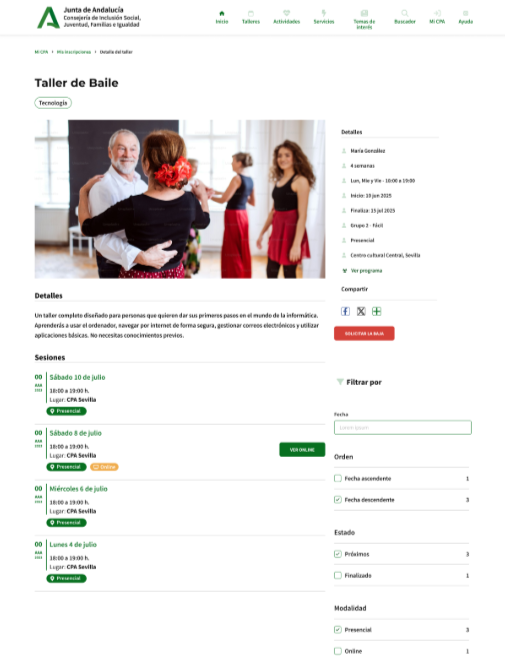 Junta de Andalucía
Consejería de Inclusión Social,
Juventud, Familias e Igualdad
Inicio
Talleres
Actividades
Servicios
Temas de
interés
Buscador
Mi CPA
Ayuda
Mi CPA > Mis inscripciones > Detalle del taller
Taller de Baile
Tecnología
Detalles
María González
4 semanas
Lun, Mie y Vie - 18:00 a 19:00
Inicio: 10 jun 2025
Finaliza: 15 jul 2025
Grupo 2 - Fácil
Presencial
Centro cultural Central, Sevilla
Ver programa
Compartir
SOLICITAR LA BAJA
Detalles
Un taller completo diseñado para personas que quieren dar sus primeros pasos en el mundo de la informática.
Aprenderás a usar el ordenador, navegar por internet de forma segura, gestionar correos electrónicos y utilizar
aplicaciones básicas. No necesitas conocimientos previos.
Sesiones
00
Sábado 10 de julio
18:00 a 19:00 h.
Lugar: CPA Sevilla
Presencial
00
Sábado 8 de julio
18:00 a 19:00 h.
Lugar: CPA Sevilla
Presencial
Online
VER ONLINE
00
Miércoles 6 de julio
18:00 a 19:00 h.
Lugar: CPA Sevilla
Presencial
00
Lunes 4 de julio
18:00 a 19:00 h.
Lugar: CPA Sevilla
Presencial
Filtrar por
Fecha
Lorem ipsum
Orden
Fecha ascendente 1
Fecha descendente 3
Estado
Próximos 3
Finalizado 1
Modalidad
Presencial 3
Online 1